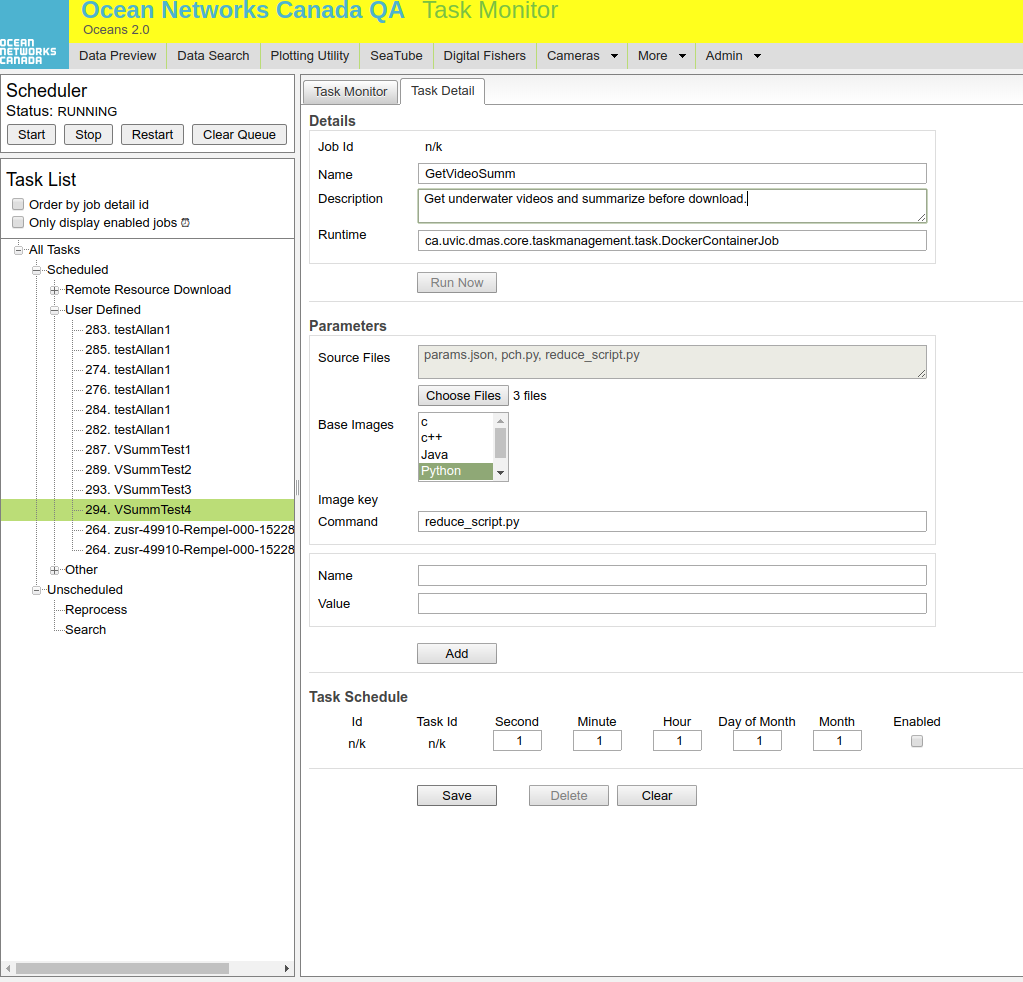 Ocean Networks Canada QA Task Monitor
Oceans 2.0
OCEAN
NETWORKS
CANADA
Data Preview Data Search Plotting Utility SeaTube Digital Fishers Cameras More Admin
Scheduler
Status: RUNNING
Start Stop Restart Clear Queue
Task List
Order by job detail id
Only display enabled jobs
All Tasks
Scheduled
Remote Resource Download
User Defined
283. testAllan1
285. testAllan1
274. testAllan1
276. testAllan1
284. testAllan1
282. testAllan1
287. VSummTest1
289. VSummTest2
293. VSummTest3
294. VSummTest4
264. zusr-49910-Rempel-000-15228
264. zusr-49910-Rempel-000-15228
Other
Unscheduled
Reprocess
Search
Task Monitor Task Detail
Details
Job Id n/k
Name GetVideoSumm
Description Get underwater videos and summarize before download.
Runtime ca.uvic.dmas.core.taskmanagement.task.DockerContainerJob
Run Now
Parameters
Source Files params.json, pch.py, reduce_script.py
Choose Files 3 files
Base Images c
c++
Java
Python
Image key
Command reduce_script.py
Name
Value
Add
Task Schedule
Id Task Id Second Minute Hour Day of Month Month Enabled
n/k n/k 1 1 1 1 1
Save Delete Clear